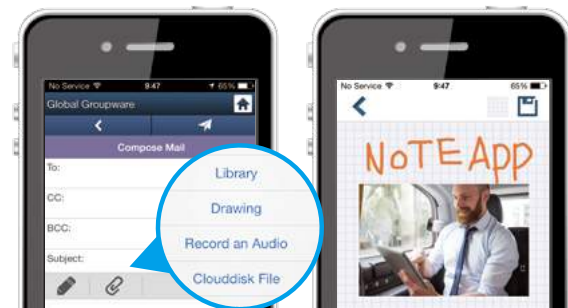 No Service 9:47 65%
Global Groupware
Compose Mail
To:
CC:
BCC:
Subject:
Library
Drawing
Record an Audio
Clouddisk File
No Service 9:47 65%
NOTEAPP